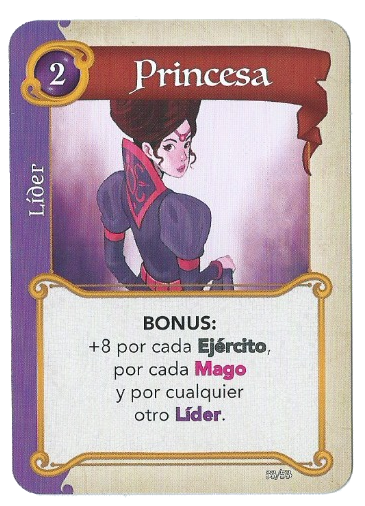 2
Princesa
Líder
BONUS:
+8 por cada Ejército,
por cada Mago
y por cualquier
otro Líder.